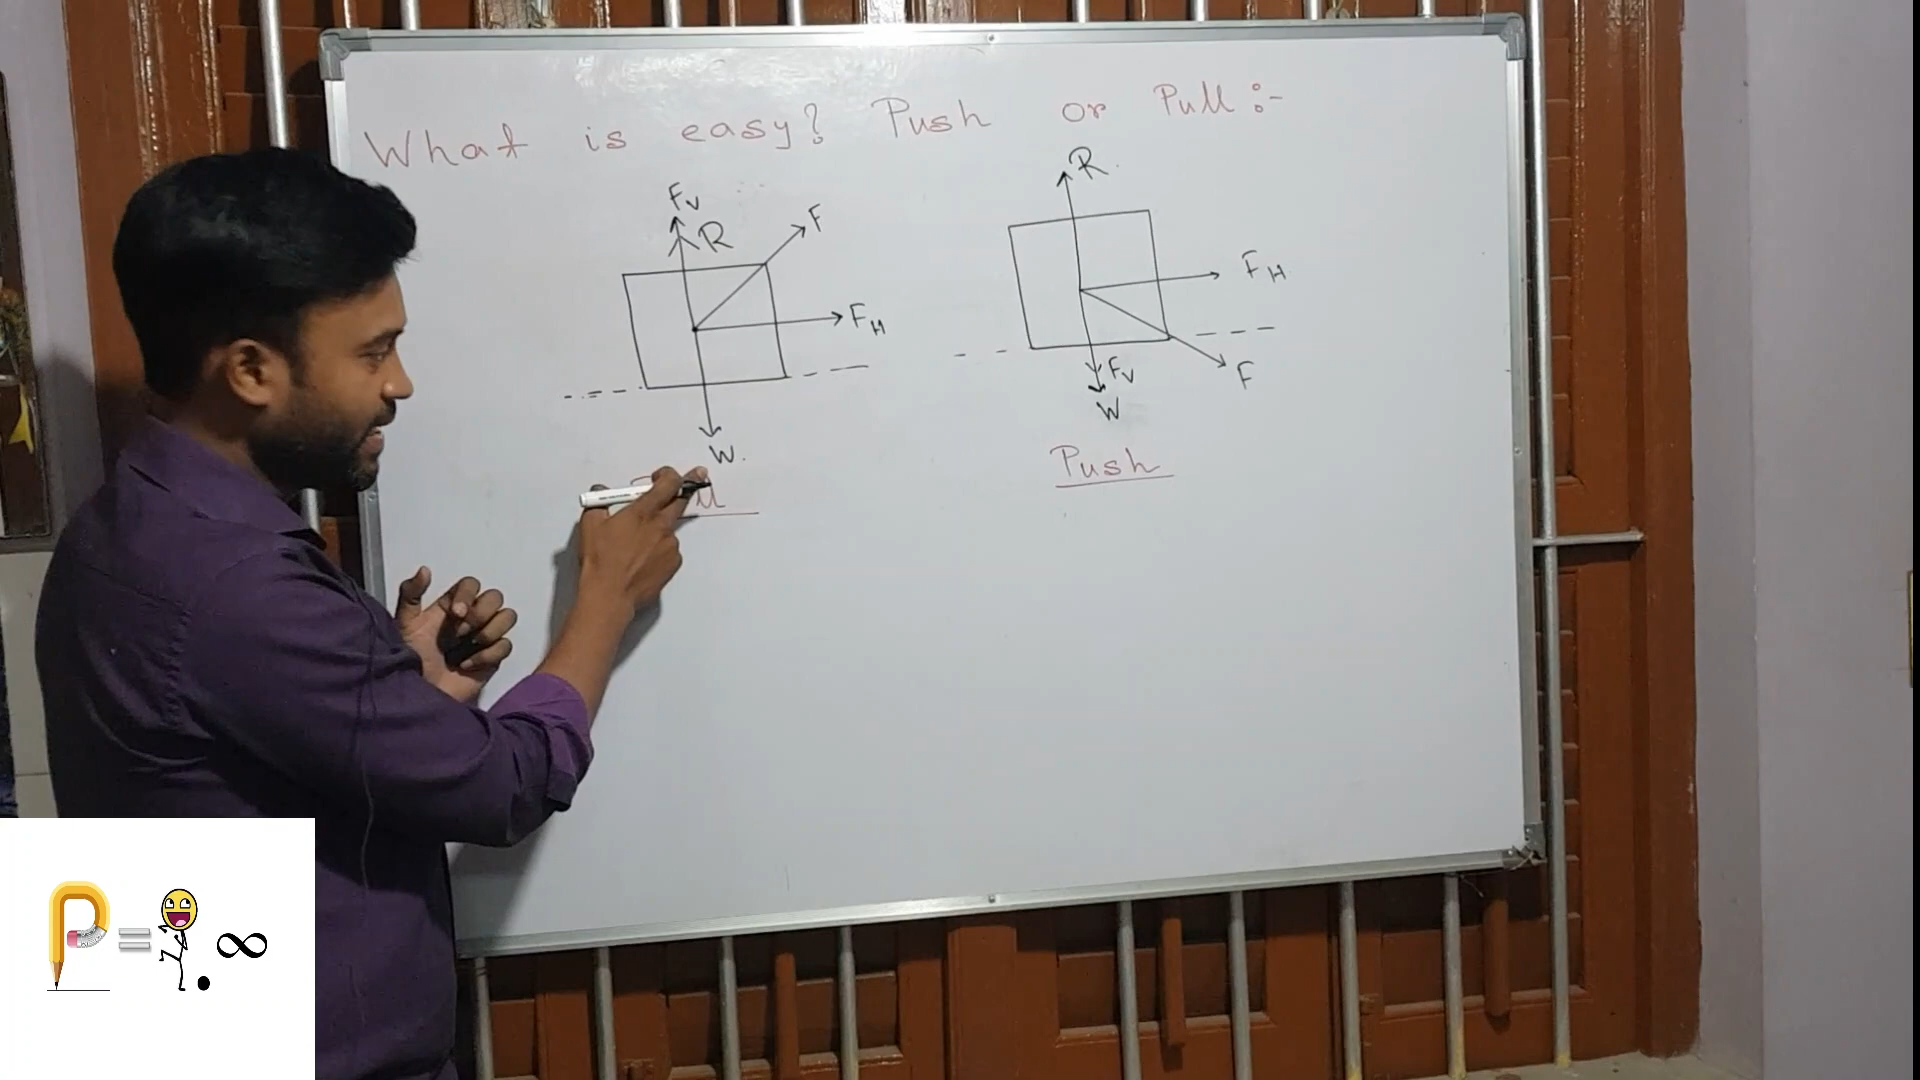 What is easy? Push or Pull :-
Fv
R
F
FH
W.
R.
FH
Fv
F
W
Push